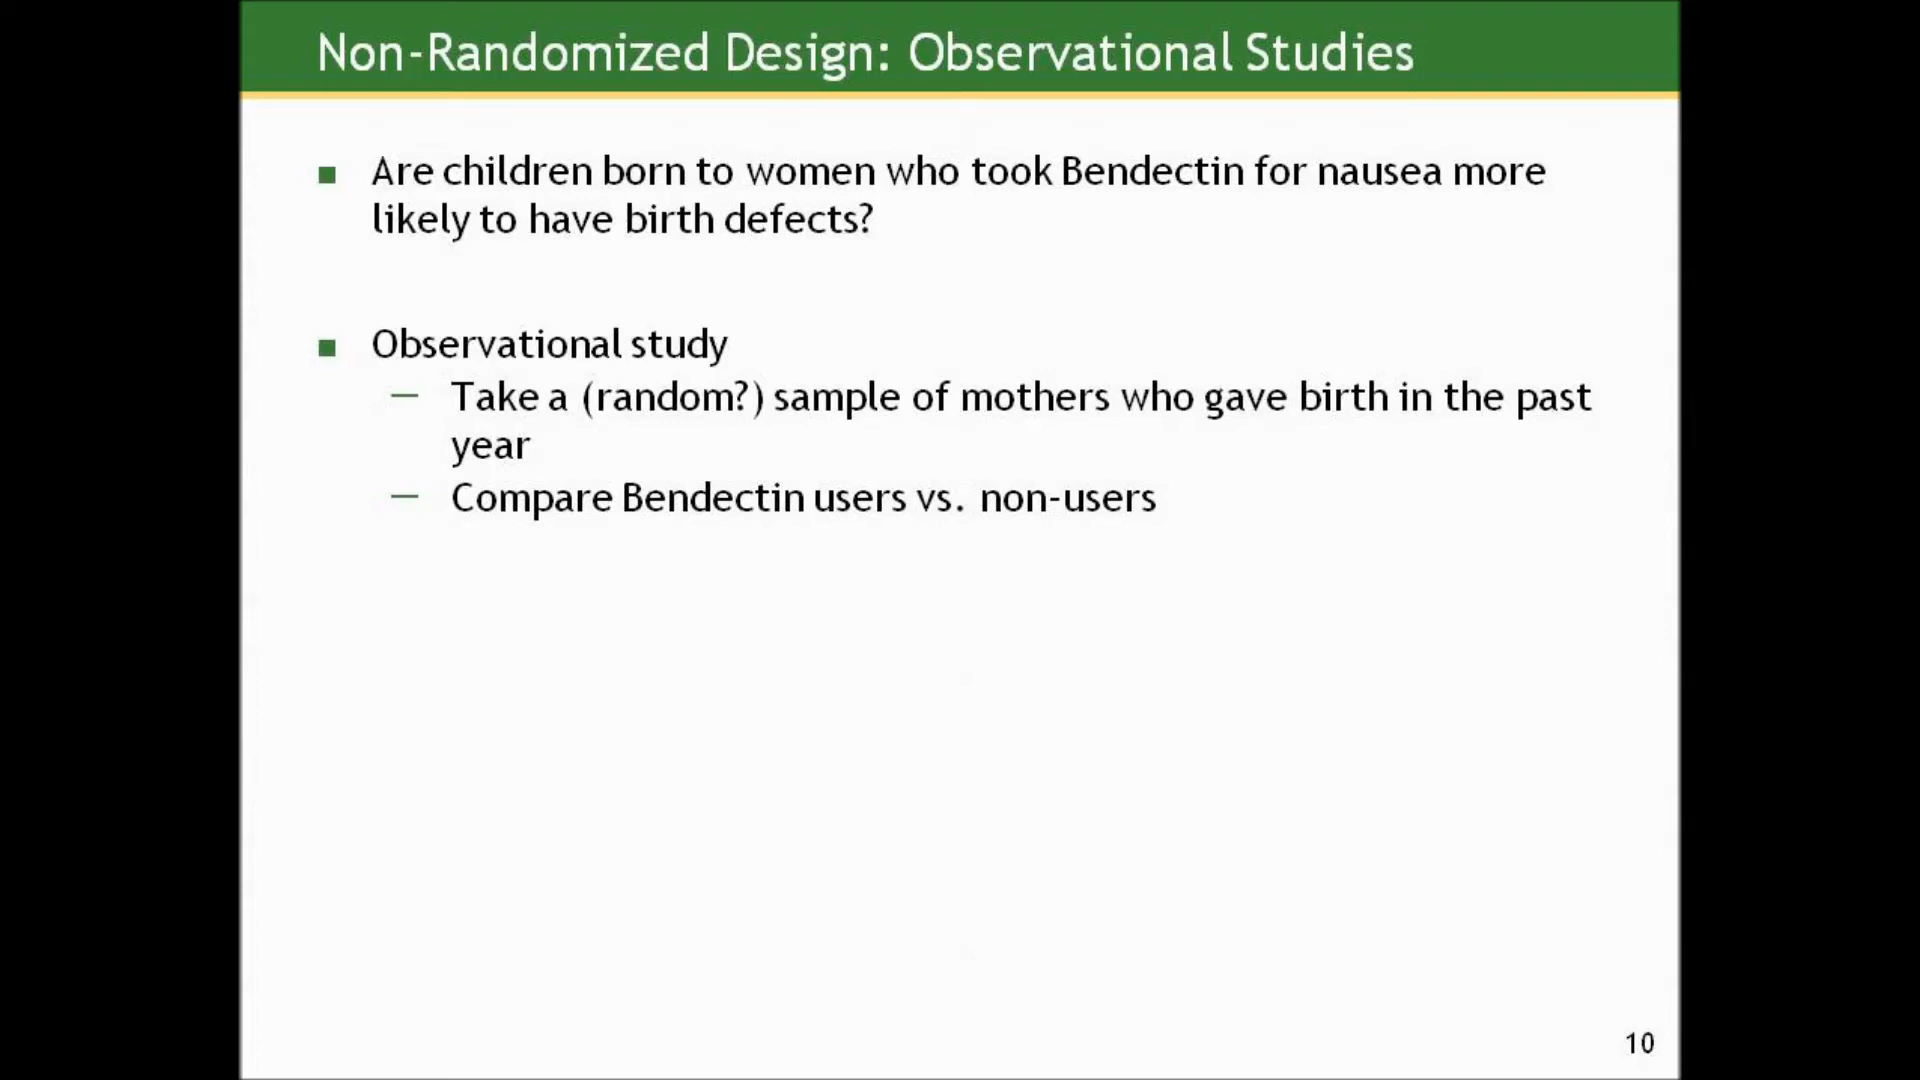 Non-Randomized Design: Observational Studies
Are children born to women who took Bendectin for nausea more
likely to have birth defects?
Observational study
— Take a (random?) sample of mothers who gave birth in the past
year
— Compare Bendectin users vs. non-users
10